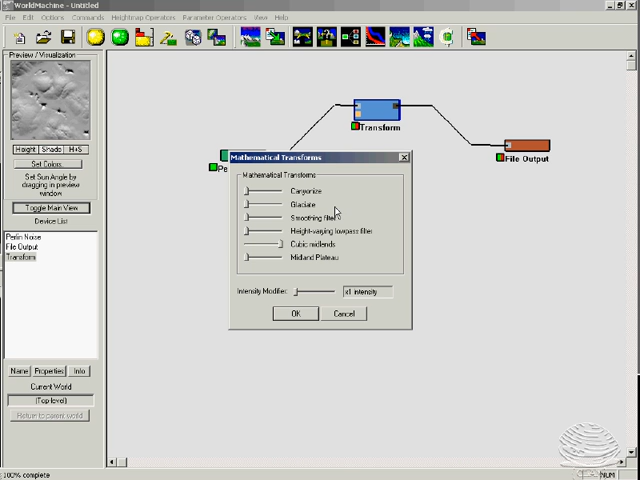 WorldMachine - Untitled
File Edit Options Commands Heightmap Operators Parameter Operators View Help
Preview / Visualization
Height Shade H+S
Set Colors...
Set Sun Angle by
dragging in preview
window
Toggle Main View
Device List
Perlin Noise
File Output
Transform
Name Properties Info
Current World
(Top level)
Return to parent world
100% complete
Transform
File Output
Pe
Mathematical Transforms
Mathematical Transforms
Canyonize
Glaciate
Smoothing filter
Height-varying lowpass filter
Cubic midlends
Midland Plateau
Intensity Modifier:
x1 intensity
OK Cancel
NUM